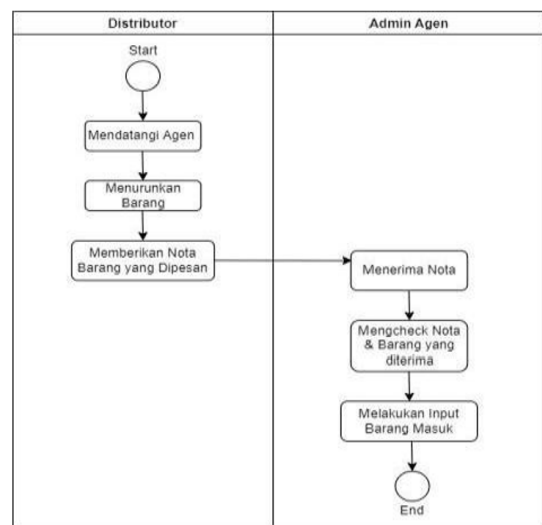 Distributor
Admin Agen
Start
Mendatangi Agen
Menurunkan
Barang
Memberikan Nota
Barang yang Dipesan
Menerima Nota
Mengcheck Nota
& Barang yang
diterima
Melakukan Input
Barang Masuk
End